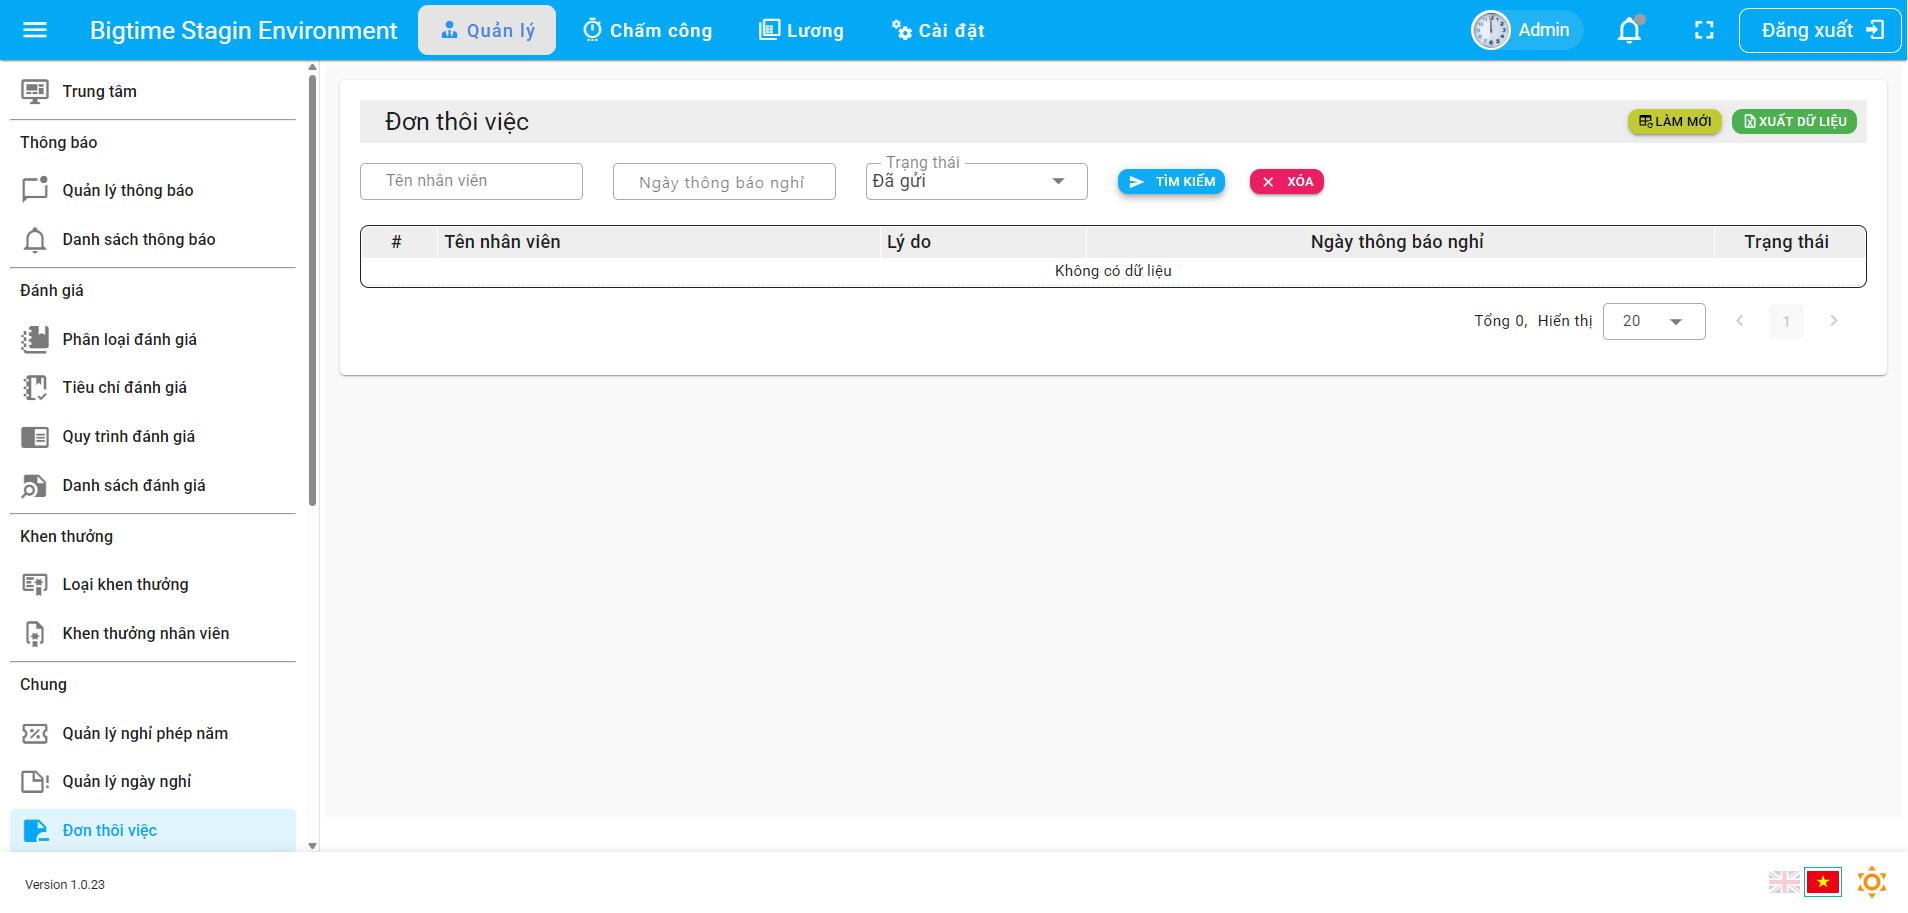 Bigtime Stagin Environment
Quản lý
Chấm công
Lương
Cài đặt
Admin
Đăng xuất
Trung tâm
Thông báo
Quản lý thông báo
Danh sách thông báo
Đánh giá
Phân loại đánh giá
Tiêu chí đánh giá
Quy trình đánh giá
Danh sách đánh giá
Khen thưởng
Loại khen thưởng
Khen thưởng nhân viên
Chung
Quản lý nghỉ phép năm
Quản lý ngày nghỉ
Đơn thôi việc
Đơn thôi việc
LÀM MỚI
XUẤT DỮ LIỆU
Tên nhân viên
Ngày thông báo nghỉ
Trạng thái
Đã gửi
TÌM KIẾM
XÓA
# Tên nhân viên Lý do Ngày thông báo nghỉ Trạng thái
Không có dữ liệu
Tổng 0, Hiển thị 20 1
Version 1.0.23